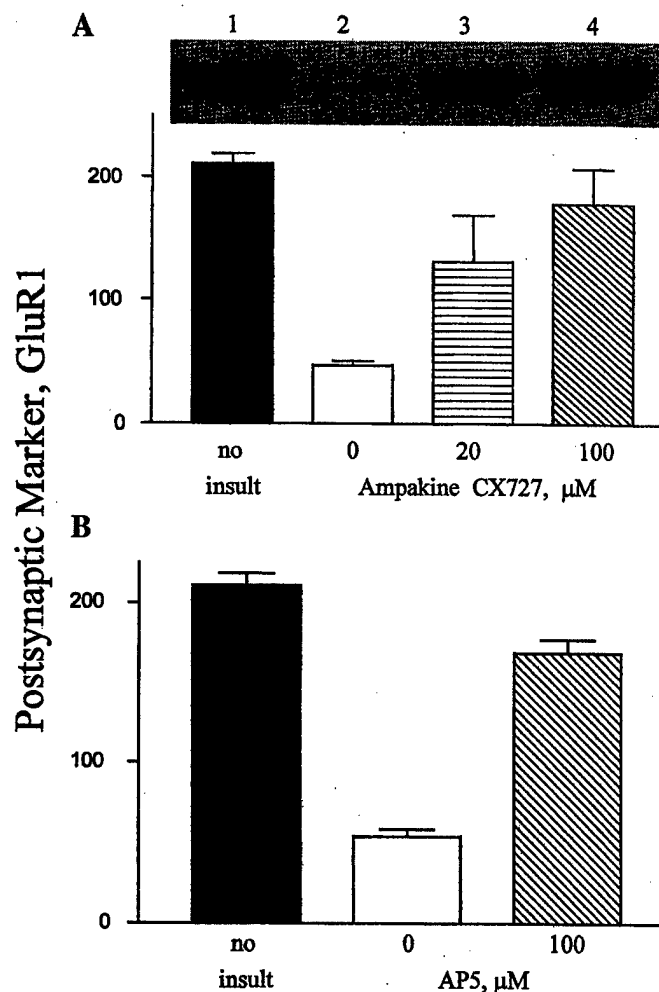 A
1 2 3 4
Postsynaptic Marker, GluR1
200
100
0
no insult
0 20 100
Ampakine CX727, μM
B
200
100
0
no insult
0 100
AP5, μM